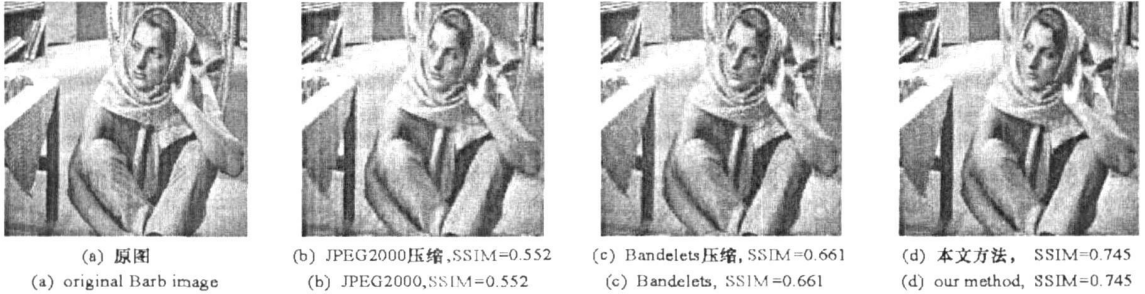 (a) 原图
(b) JPEG2000压缩,SSIM=0.552
(c) Bandelets压缩, SSIM=0.661
(d) 本文方法, SSIM=0.745
(a) original Barb image
(b) JPEG2000,SSIM=0.552
(c) Bandelets, SSIM=0.661
(d) our method, SSIM=0.745